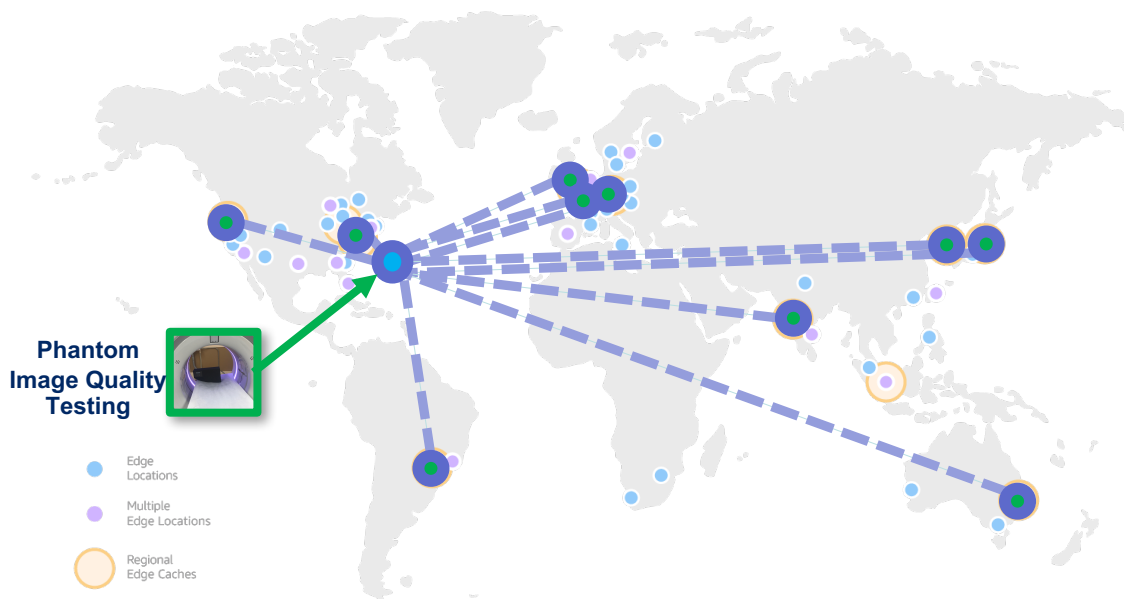 Phantom
Image Quality
Testing
Edge
Locations
Multiple
Edge Locations
Regional
Edge Caches